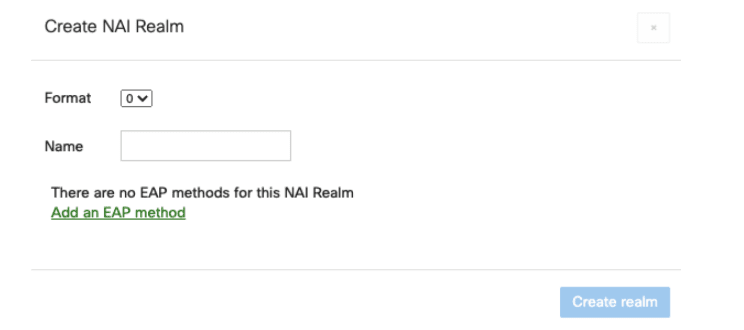 Create NAI Realm
×
Format 0
Name
There are no EAP methods for this NAI Realm
Add an EAP method
Create realm